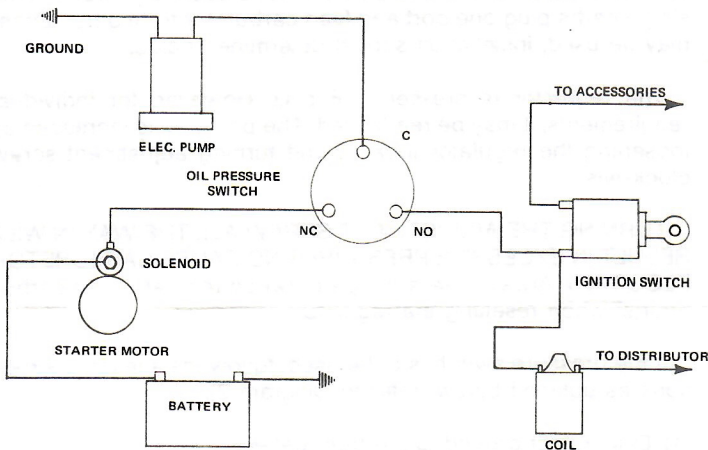 GROUND
ELEC. PUMP
C
TO ACCESSORIES
OIL PRESSURE
SWITCH
NC
NO
SOLENOID
IGNITION SWITCH
STARTER MOTOR
TO DISTRIBUTOR
BATTERY
COIL